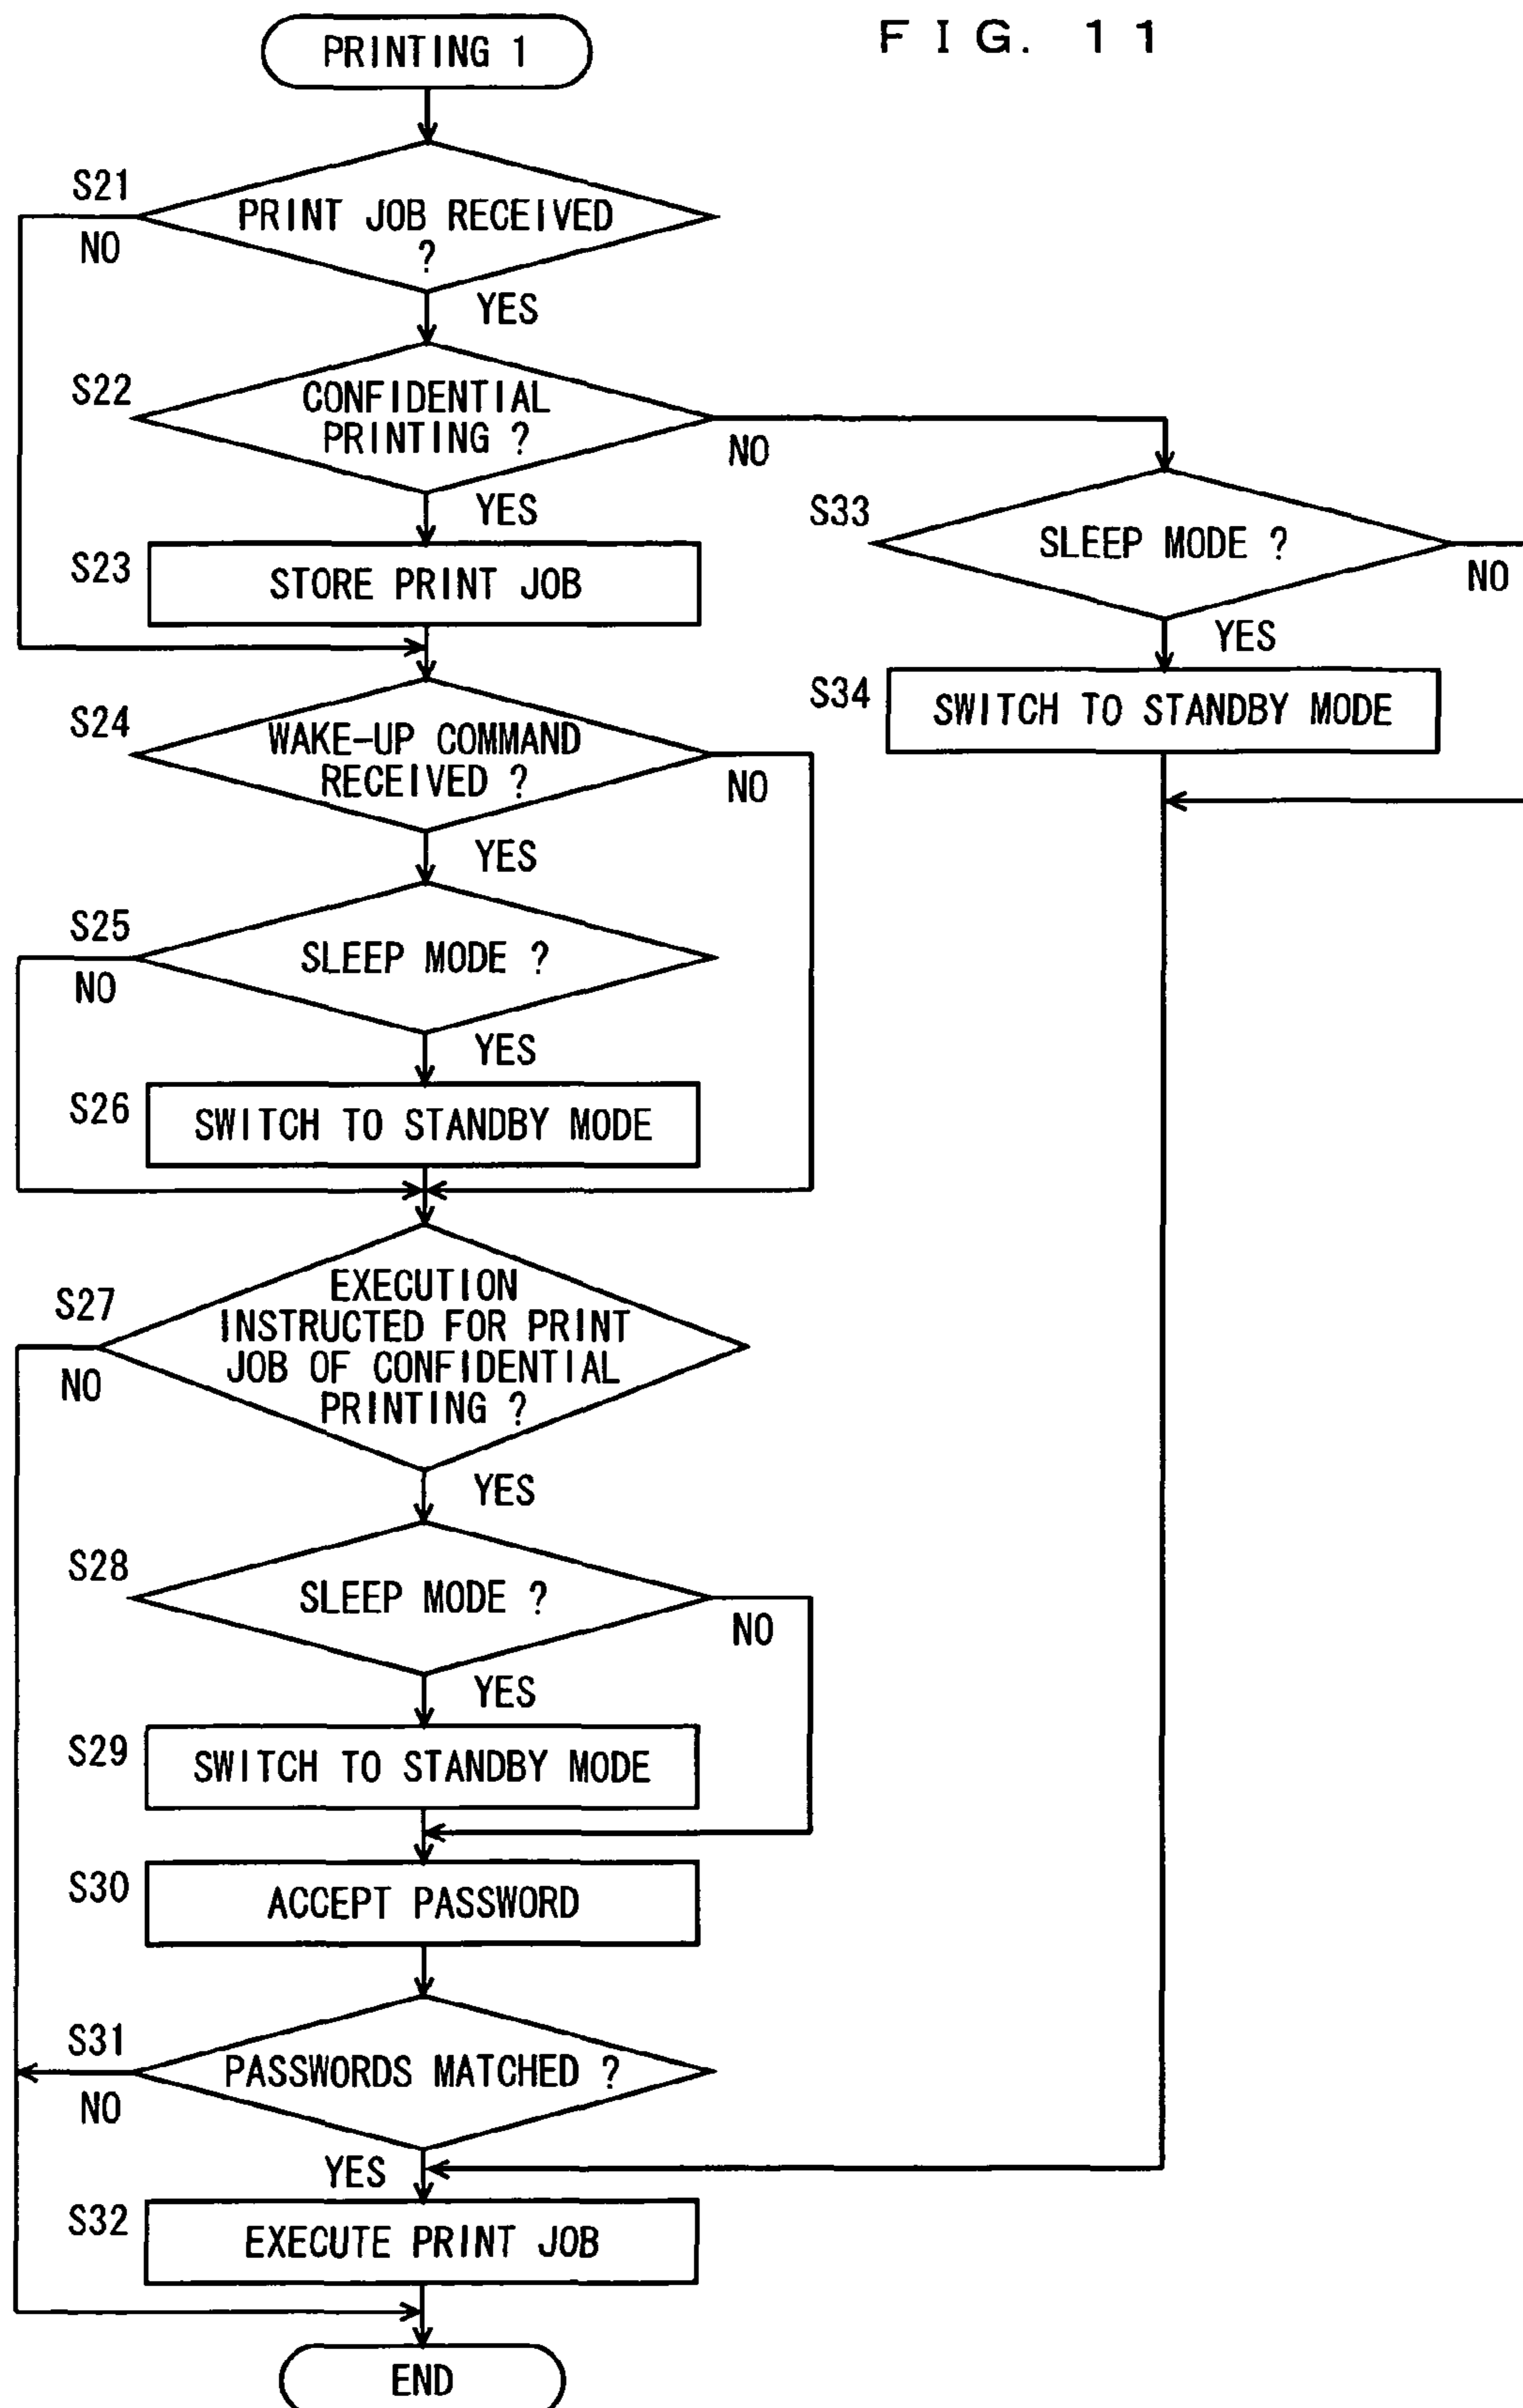 FIG. 11
PRINTING 1
S21
PRINT JOB RECEIVED
?
NO
YES
S22
CONFIDENTIAL
PRINTING ?
NO
YES
S23
STORE PRINT JOB
S33
SLEEP MODE ?
NO
YES
S34
SWITCH TO STANDBY MODE
S24
WAKE-UP COMMAND
RECEIVED ?
NO
YES
S25
SLEEP MODE ?
NO
YES
S26
SWITCH TO STANDBY MODE
S27
EXECUTION
INSTRUCTED FOR PRINT
JOB OF CONFIDENTIAL
PRINTING ?
NO
YES
S28
SLEEP MODE ?
NO
YES
S29
SWITCH TO STANDBY MODE
S30
ACCEPT PASSWORD
S31
PASSWORDS MATCHED ?
NO
YES
S32
EXECUTE PRINT JOB
END